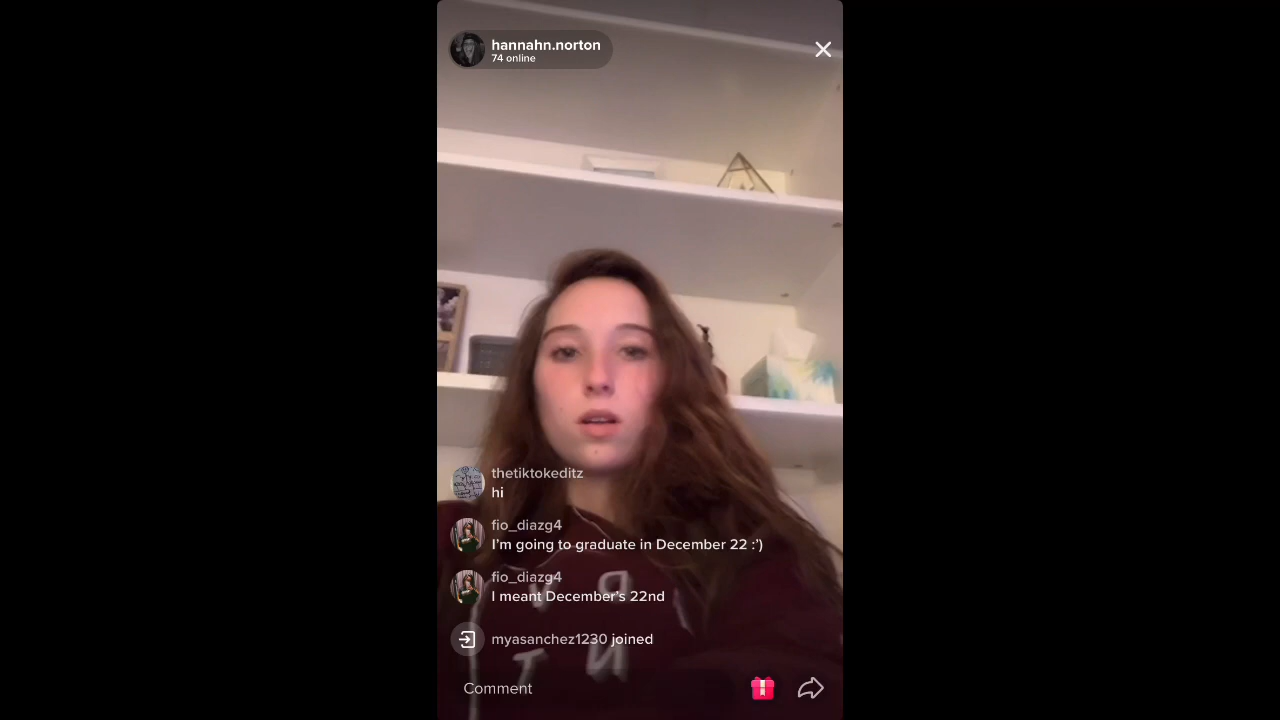 hannahn.norton
74 online
thetiktokeditz
hi
fio_diazg4
I'm going to graduate in December 22 :')
fio_diazg4
I meant December's 22nd
myasanchez1230 joined
Comment